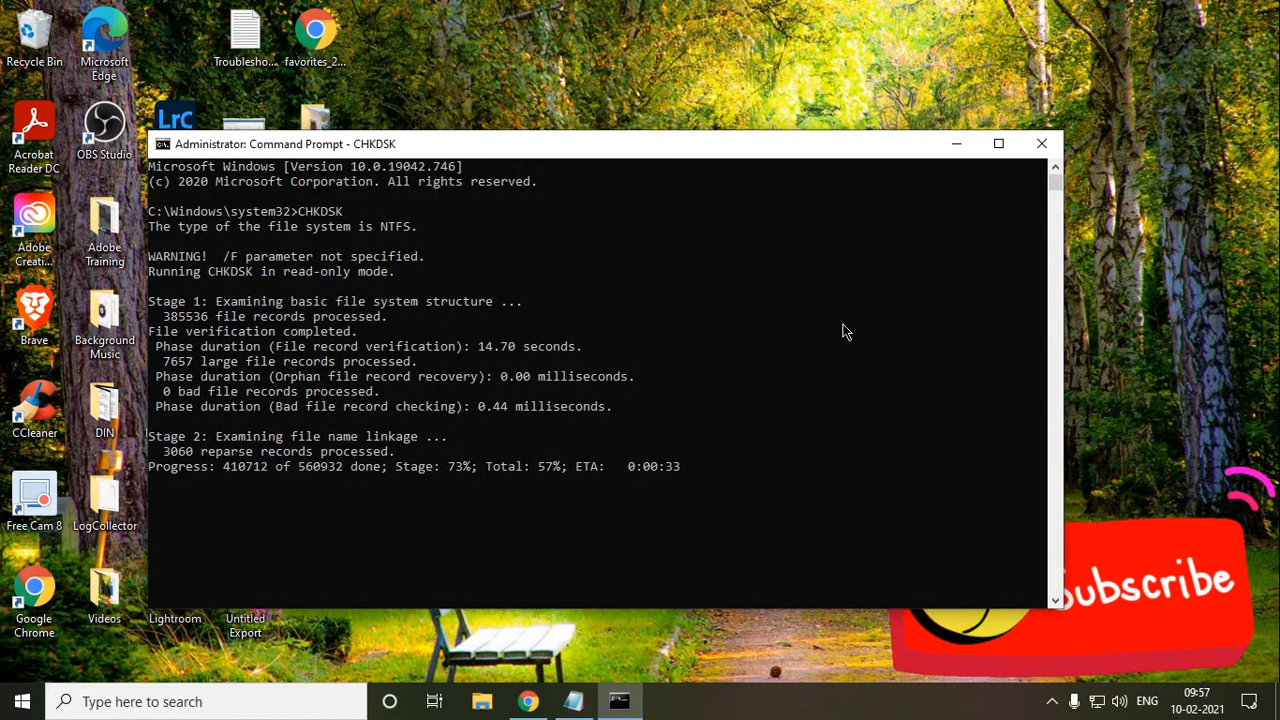 Recycle Bin
Microsoft Edge
Troublesho...
favorites_2...
Acrobat Reader DC
OBS Studio
Lrc
Adobe Creati...
Adobe Training
Brave
Background Music
CCleaner
DIN
Free Cam 8
LogCollector
Google Chrome
Videos
Lightroom
Untitled Export
Administrator: Command Prompt - CHKDSK
Microsoft Windows [Version 10.0.19042.746]
(c) 2020 Microsoft Corporation. All rights reserved.
C:\Windows\system32>CHKDSK
The type of the file system is NTFS.
WARNING!  /F parameter not specified.
Running CHKDSK in read-only mode.
Stage 1: Examining basic file system structure ...
385536 file records processed.
File verification completed.
Phase duration (File record verification): 14.70 seconds.
7657 large file records processed.
Phase duration (Orphan file record recovery): 0.00 milliseconds.
0 bad file records processed.
Phase duration (Bad file record checking): 0.44 milliseconds.
Stage 2: Examining file name linkage ...
3060 reparse records processed.
Progress: 410712 of 560932 done; Stage: 73%; Total: 57%; ETA:   0:00:33
ubscribe
Type here to search
ENG
09:57
10-02-2021